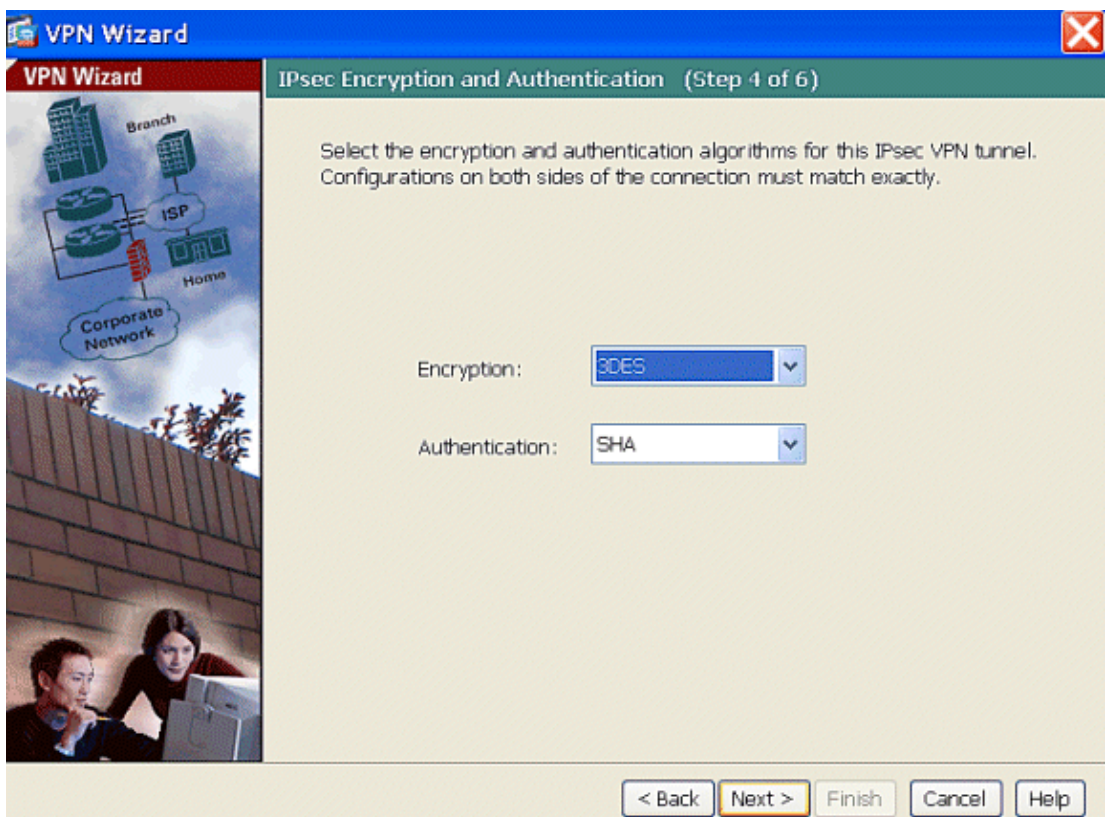 VPN Wizard
VPN Wizard
IPsec Encryption and Authentication (Step 4 of 6)
Branch
ISP
Home
Corporate
Network
Select the encryption and authentication algorithms for this IPsec VPN tunnel.
Configurations on both sides of the connection must match exactly.
Encryption: 3DES
Authentication: SHA
< Back Next > Finish Cancel Help